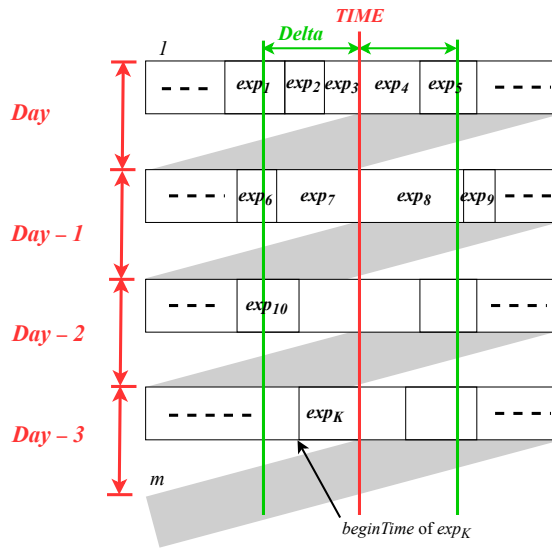 TIME
l
Delta
Day
exp1 exp2 exp3 exp4 exp5
Day – 1
exp6 exp7 exp8 exp9
Day – 2
exp10
Day – 3
expK
m
beginTime of expK